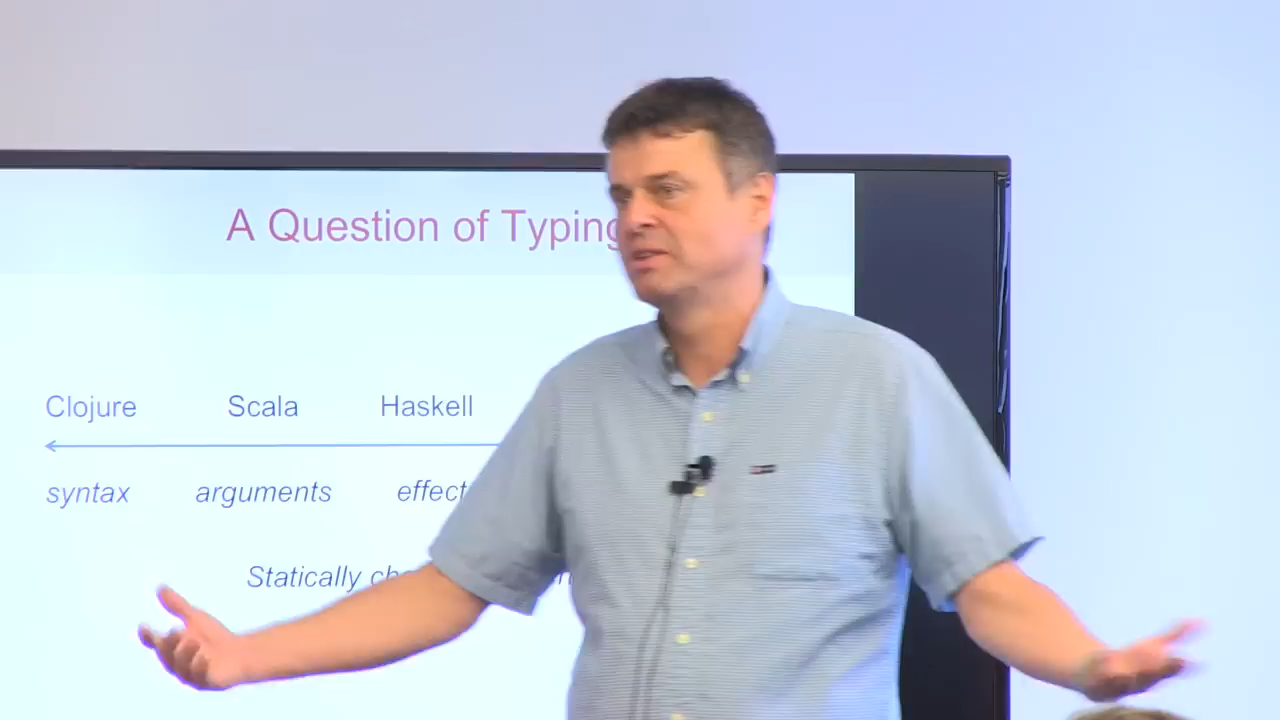 A Question of Typing
Clojure Scala Haskell
syntax arguments effect
Statically